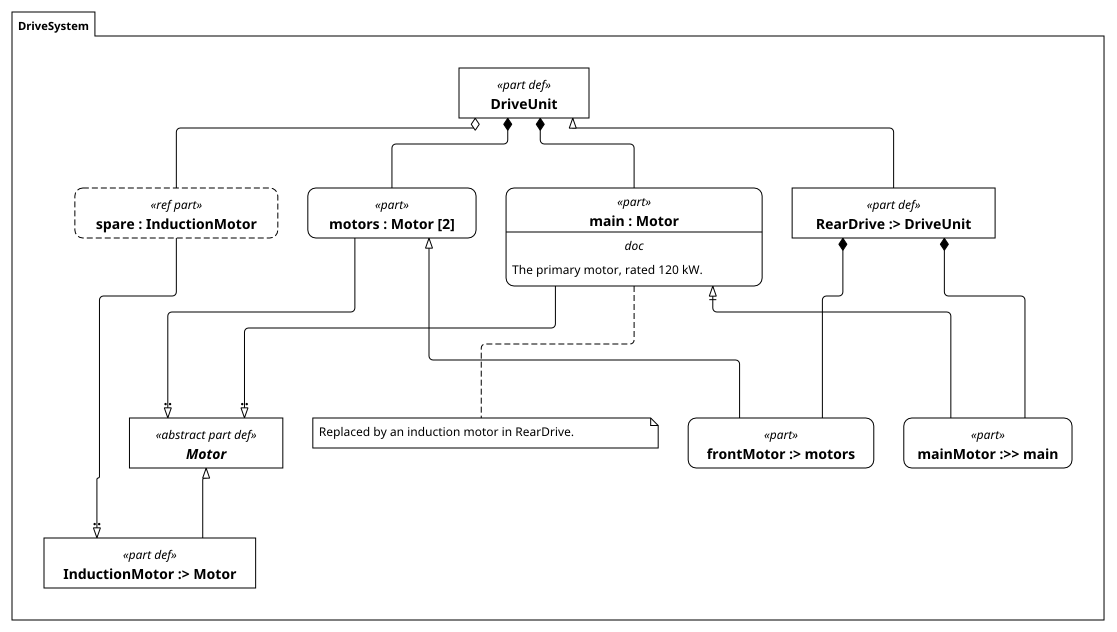 DriveSystem
«part def»
DriveUnit
«ref part»
spare : InductionMotor
«part»
motors : Motor [2]
«part»
main : Motor
doc
The primary motor, rated 120 kW.
«part def»
RearDrive :> DriveUnit
«abstract part def»
Motor
Replaced by an induction motor in RearDrive.
«part»
frontMotor :> motors
«part»
mainMotor :>> main
«part def»
InductionMotor :> Motor